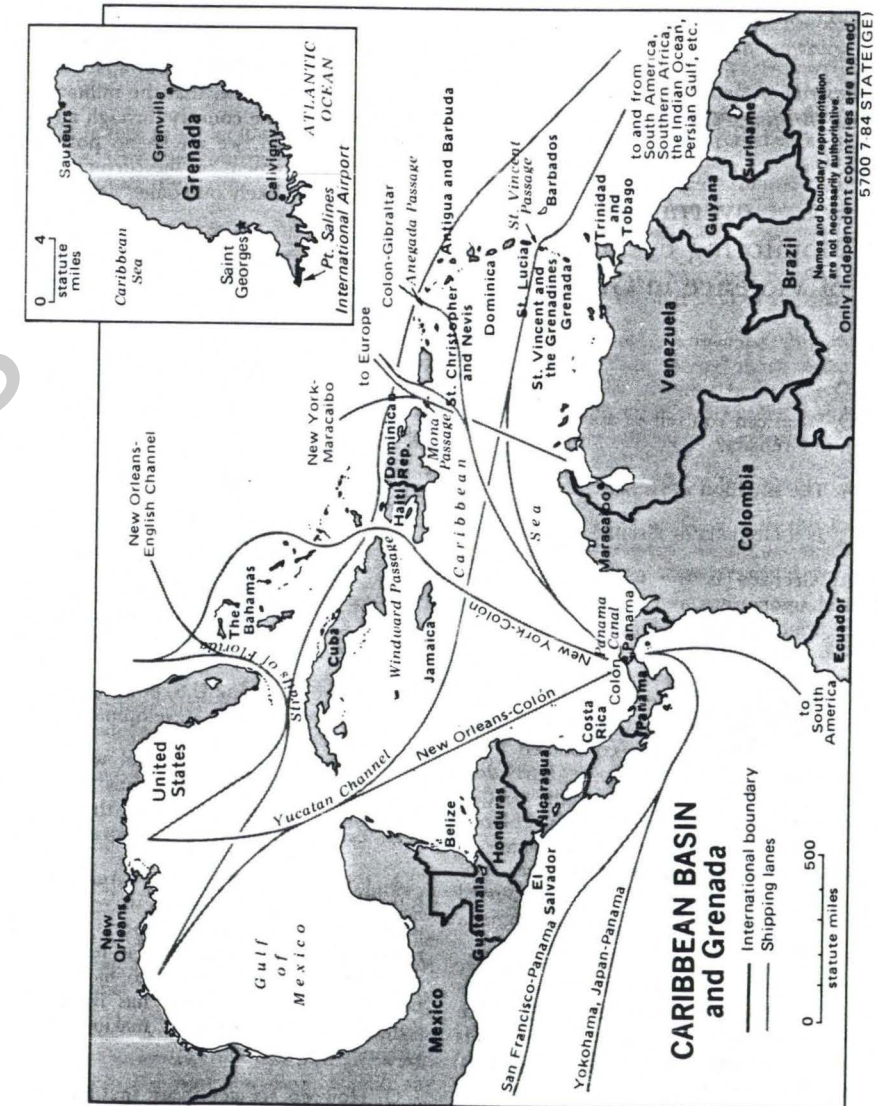 CARIBBEAN BASIN
and Grenada
International boundary
Shipping lanes
0
500
statute miles
New
Orleans
United
States
Gulf
of
Mexico
Mexico
Yucatan Channel
Straits of Florida
New Orleans-
English Channel
The
Bahamas
Cuba
Windward Passage
Jamaica
Haiti
Dominican
Rep.
Mona
Passage
New York-
Maracaibo
to Europe
Colon-Gibraltar
Anegada Passage
Antigua and Barbuda
St. Christopher
and Nevis
Dominica
St. Lucia
St. Vincent
Passage
Barbados
St. Vincent and
the Grenadines
Grenada
Trinidad
and
Tobago
to and from
South America,
Southern Africa,
the Indian Ocean,
Persian Gulf, etc.
Caribbean
Sea
Belize
Guatemala
Honduras
El
Salvador
Nicaragua
Costa
Rica
Panama
Colón
Panama
Canal
Panama
New Orleans-Colón
New York-Colón
San Francisco-Panama
Yokohama, Japan-Panama
to
South
America
Maracaibo
Colombia
Venezuela
Ecuador
Guyana
Suriname
Brazil
Names and boundary representation
are not necessarily authoritative.
Only independent countries are named.
5700 7-84 STATE(GE)
0
4
statute
miles
Caribbean
Sea
Sauteurs
Grenville
Grenada
Saint
Georges
Calivigny
ATLANTIC
OCEAN
Pt. Salines
International Airport